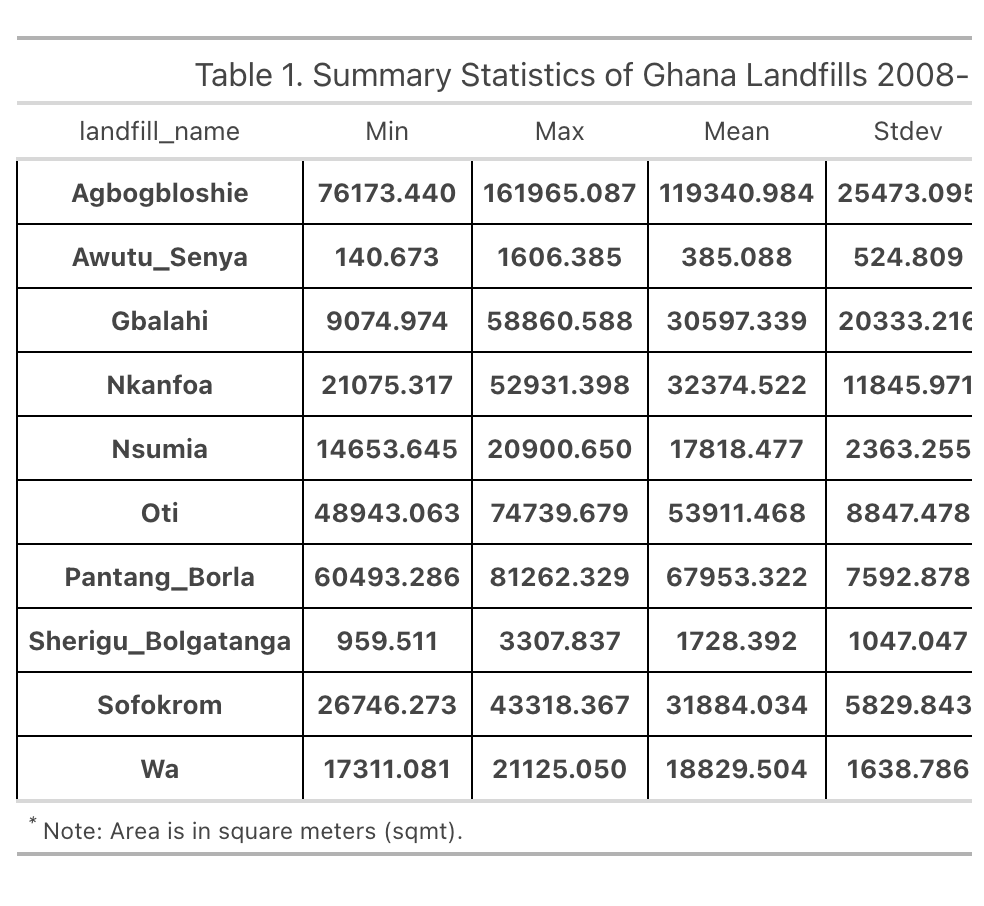 Table 1. Summary Statistics of Ghana Landfills 2008-
landfill_name Min Max Mean Stdev
Agbogbloshie 76173.440 161965.087 119340.984 25473.095
Awutu_Senya 140.673 1606.385 385.088 524.809
Gbalahi 9074.974 58860.588 30597.339 20333.216
Nkanfoa 21075.317 52931.398 32374.522 11845.971
Nsumia 14653.645 20900.650 17818.477 2363.255
Oti 48943.063 74739.679 53911.468 8847.478
Pantang_Borla 60493.286 81262.329 67953.322 7592.878
Sherigu_Bolgatanga 959.511 3307.837 1728.392 1047.047
Sofokrom 26746.273 43318.367 31884.034 5829.843
Wa 17311.081 21125.050 18829.504 1638.786
* Note: Area is in square meters (sqmt).